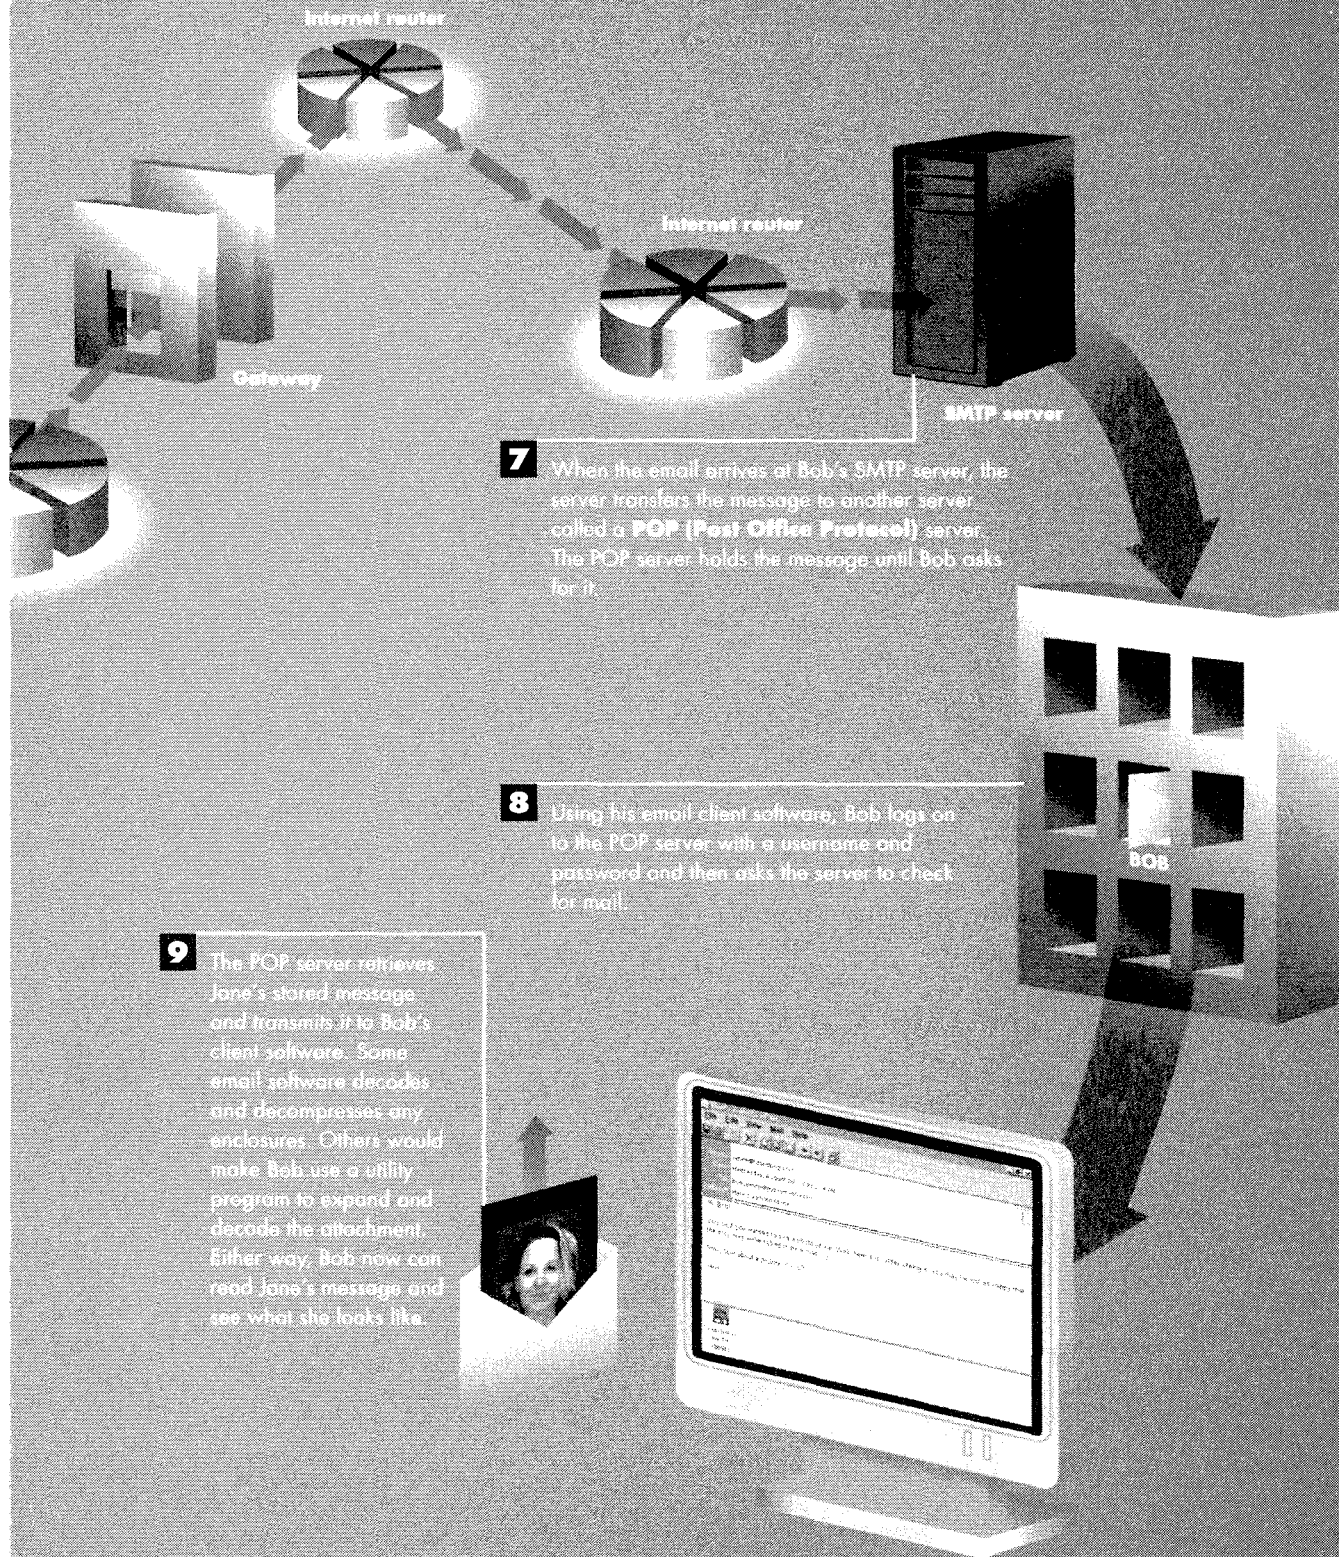 Internet router
Internet router
Gateway
SMTP server
7
When the email arrives at Bob's SMTP server, the
server transfers the message to another server
called a POP (Post Office Protocol) server.
The POP server holds the message until Bob asks
for it.
8
Using his email client software, Bob logs on
to the POP server with a username and
password and then asks the server to check
for mail.
BOB
9
The POP server retrieves
Jane's stored message
and transmits it to Bob's
client software. Some
email software decodes
and decompresses any
enclosures. Others would
make Bob use a utility
program to expand and
decode the attachment.
Either way, Bob now can
read Jane's message and
see what she looks like.